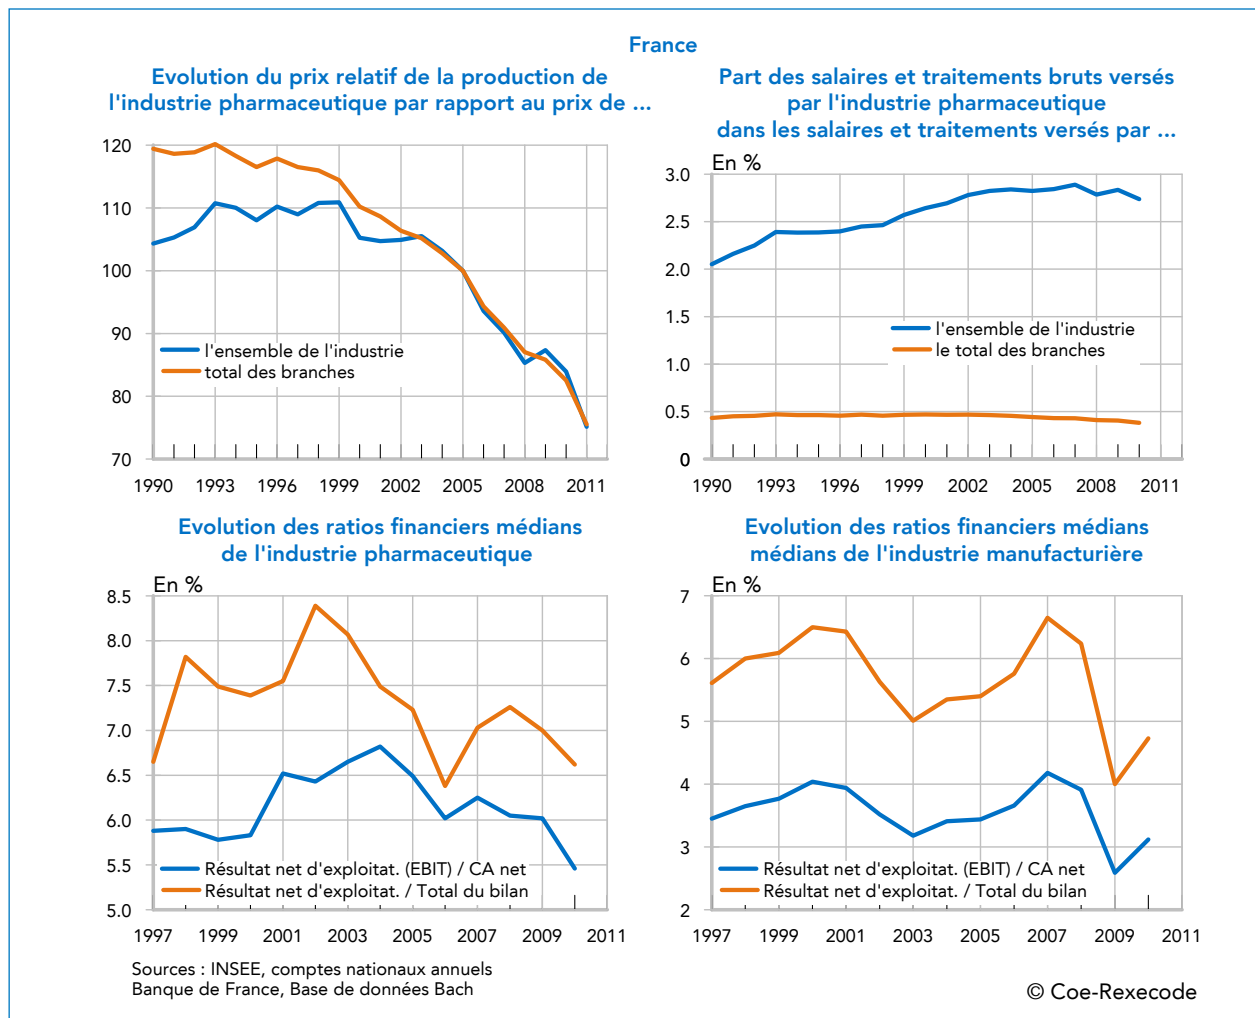 France
Evolution du prix relatif de la production de
l'industrie pharmaceutique par rapport au prix de ...
120
110
100
90
80
70
l'ensemble de l'industrie
total des branches
1990 1993 1996 1999 2002 2005 2008 2011
Part des salaires et traitements bruts versés
par l'industrie pharmaceutique
dans les salaires et traitements versés par ...
En %
3.0
2.5
2.0
1.5
1.0
0.5
0
l'ensemble de l'industrie
le total des branches
1990 1993 1996 1999 2002 2005 2008 2011
Evolution des ratios financiers médians
de l'industrie pharmaceutique
En %
8.5
8.0
7.5
7.0
6.5
6.0
5.5
5.0
Résultat net d'exploitat. (EBIT) / CA net
Résultat net d'exploitat. / Total du bilan
1997 1999 2001 2003 2005 2007 2009 2011
Evolution des ratios financiers médians
médians de l'industrie manufacturière
En %
7
6
5
4
3
2
Résultat net d'exploitat. (EBIT) / CA net
Résultat net d'exploitat. / Total du bilan
1997 1999 2001 2003 2005 2007 2009 2011
Sources : INSEE, comptes nationaux annuels
Banque de France, Base de données Bach
© Coe-Rexecode